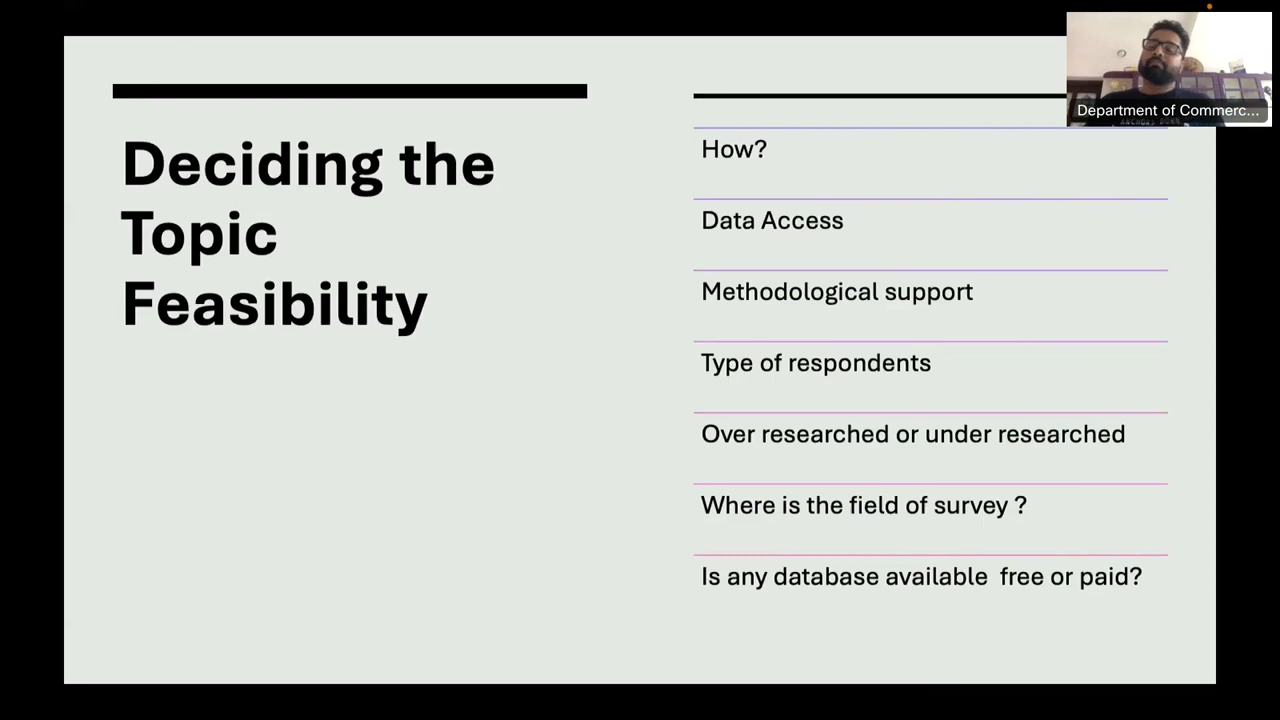 Deciding the
Topic
Feasibility
Department of Commerc...
How?
Data Access
Methodological support
Type of respondents
Over researched or under researched
Where is the field of survey ?
Is any database available  free or paid?